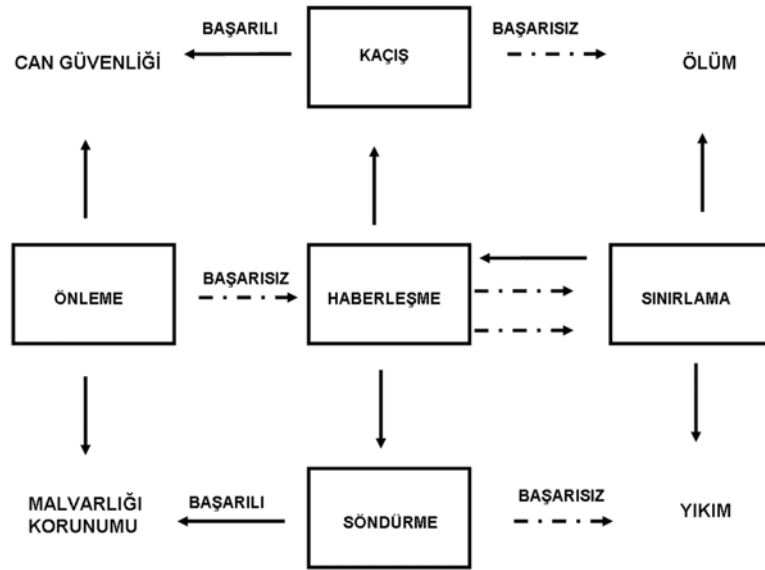 BAŞARILI
KAÇIŞ
BAŞARISIZ
CAN GÜVENLİĞİ
ÖLÜM
ÖNLEME
BAŞARISIZ
HABERLEŞME
SINIRLAMA
MALVARLIĞI
KORUNUMU
BAŞARILI
SÖNDÜRME
BAŞARISIZ
YIKIM